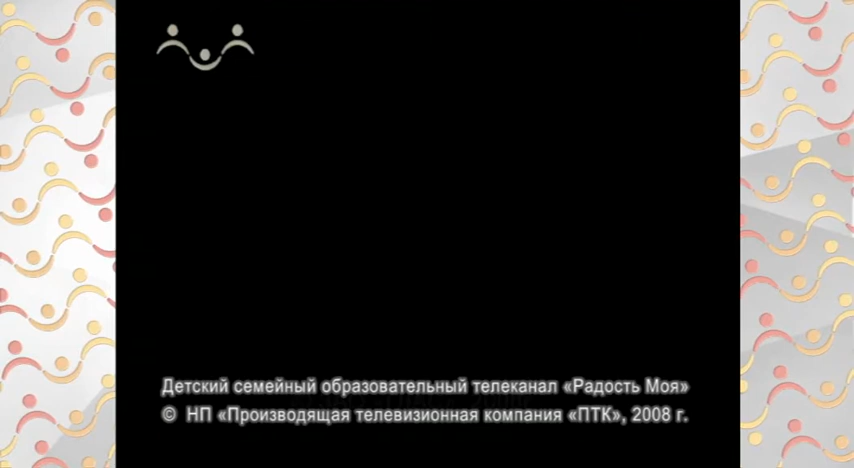 Детский семейный образовательный телеканал «Радость Моя»
© НП «Производящая телевизионная компания «ПТК», 2008 г.